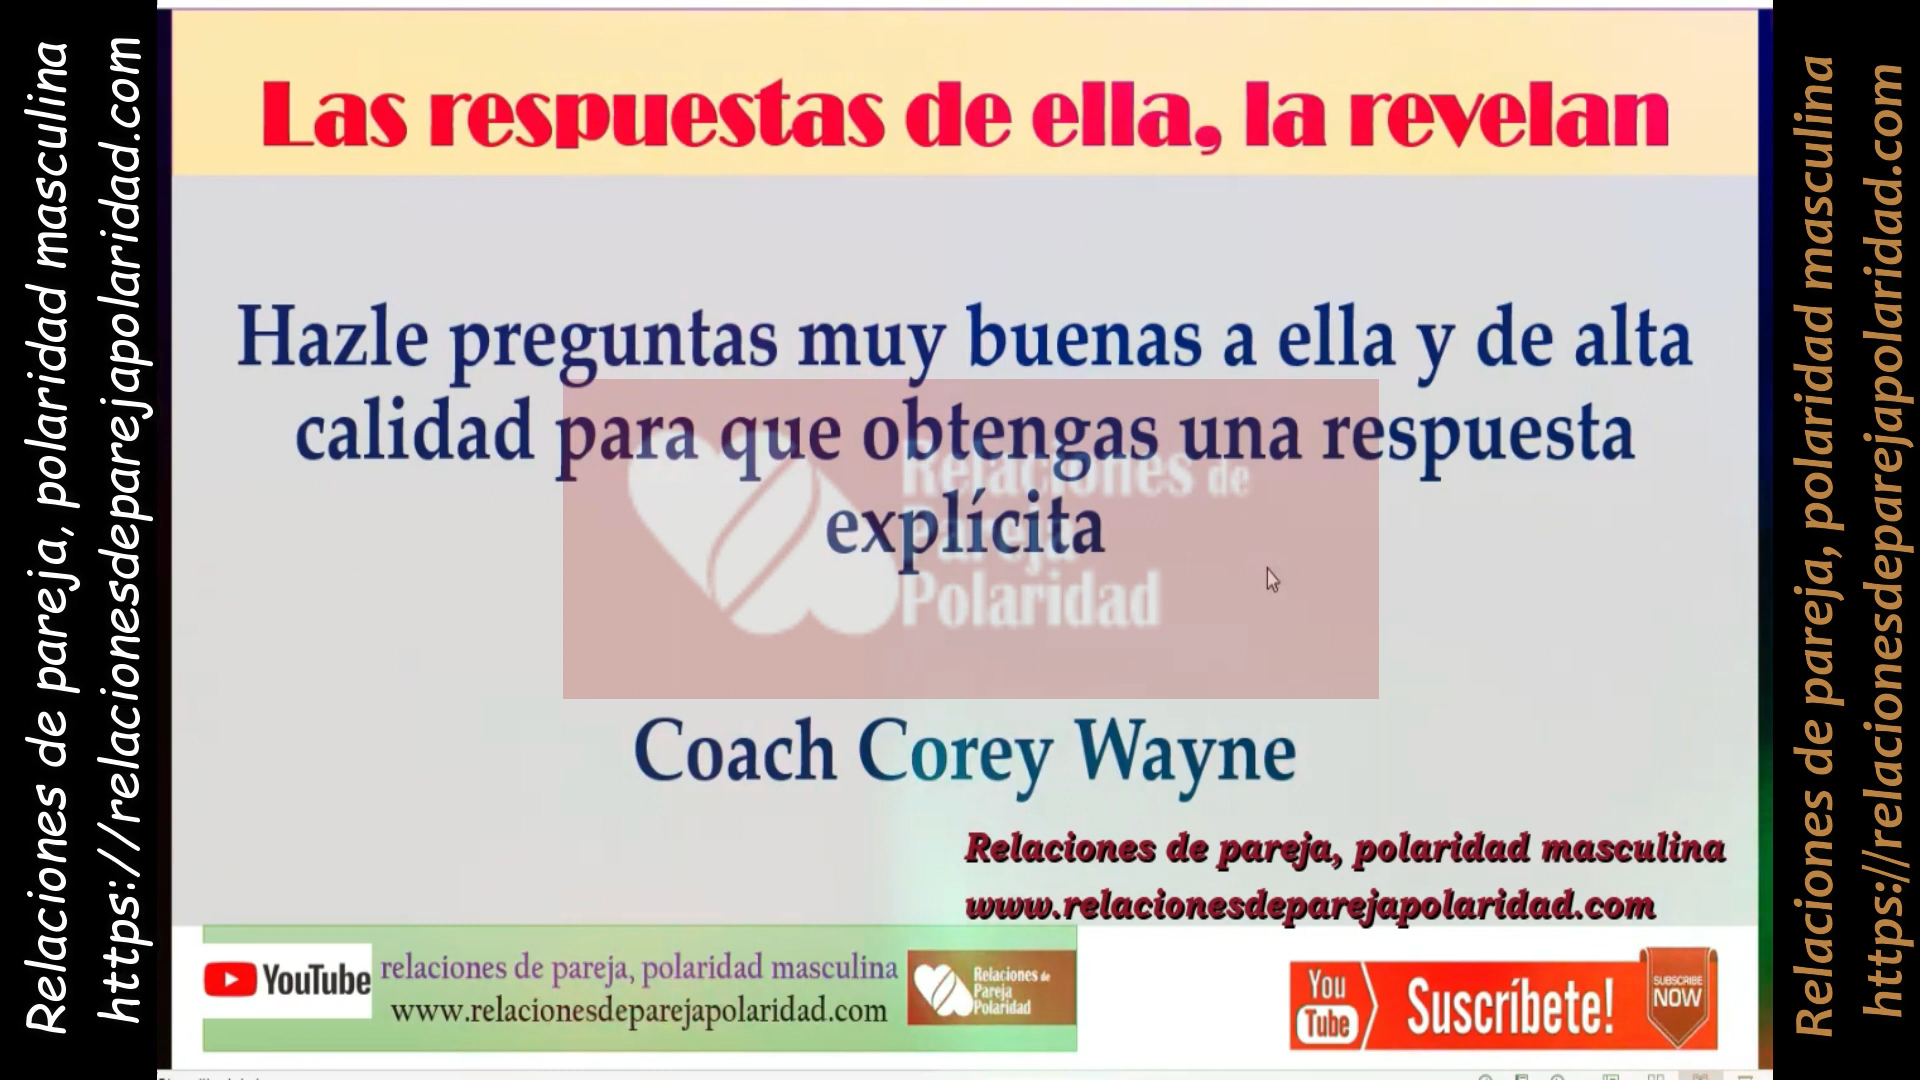 Relaciones de pareja, polaridad masculina
https://relacionesdeparejapolaridad.com
Las respuestas de ella, la revelan
Hazle preguntas muy buenas a ella y de alta
calidad para que obtengas una respuesta
explícita
Relaciones de
Pareja
Polaridad
Coach Corey Wayne
Relaciones de pareja, polaridad masculina
www.relacionesdeparejapolaridad.com
YouTube
relaciones de pareja, polaridad masculina
www.relacionesdeparejapolaridad.com
Relaciones de
Pareja
Polaridad
You
Tube
Suscríbete!
SUBSCRIBE
NOW
Relaciones de pareja, polaridad masculina
https://relacionesdeparejapolaridad.com